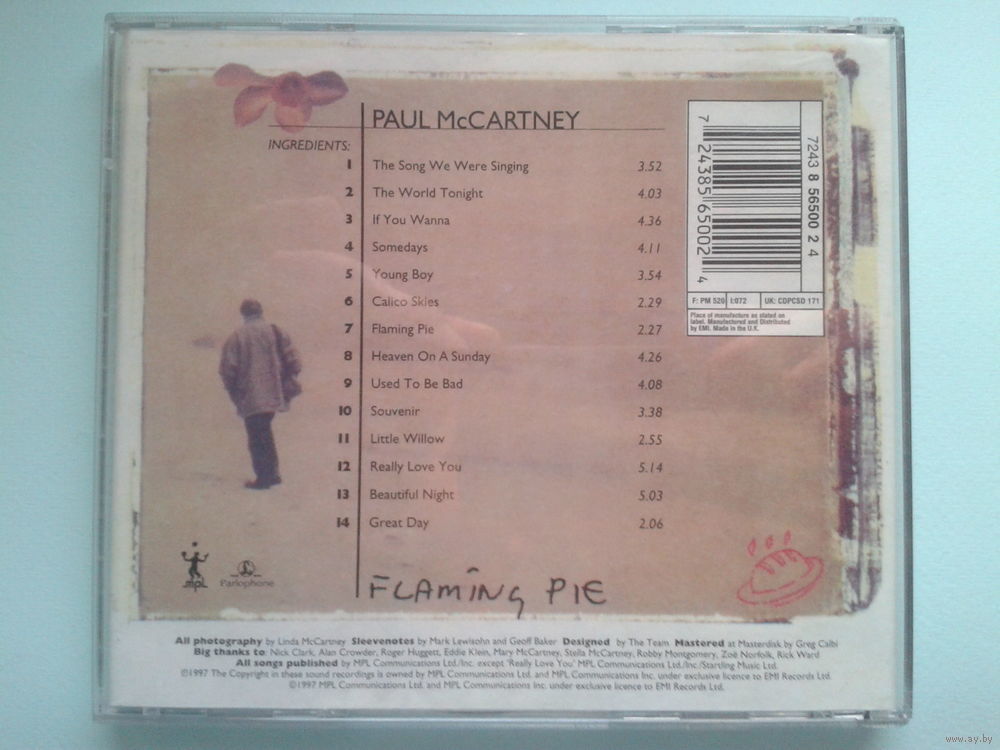 PAUL McCARTNEY
INGREDIENTS:
1 The Song We Were Singing 3.52
2 The World Tonight 4.03
3 If You Wanna 4.36
4 Somedays 4.11
5 Young Boy 3.54
6 Calico Skies 2.29
7 Flaming Pie 2.27
8 Heaven On A Sunday 4.26
9 Used To Be Bad 4.08
10 Souvenir 3.38
11 Little Willow 2.55
12 Really Love You 5.14
13 Beautiful Night 5.03
14 Great Day 2.06
7 24385 65002 4
7243 8 56500 2 4
F: PM 520 I:072 UK: CDPCSD 171
Place of manufacture as stated on
label. Manufactured and Distributed
by EMI. Made in the U.K.
mpl Parlophone
FLAMING PIE
All photography by Linda McCartney Sleevenotes by Mark Lewisohn and Geoff Baker Designed by The Team Mastered at Masterdisk by Greg Calbi
Big thanks to: Nick Clark, Alan Crowder, Roger Huggett, Eddie Klein, Mary McCartney, Stella McCartney, Robby Montgomery, Zoë Norfolk, Rick Ward
All songs published by MPL Communications Ltd./Inc. except 'Really Love You' MPL Communications Ltd./Inc/Startling Music Ltd.
©1997 The Copyright in these sound recordings is owned by MPL Communications Ltd. and MPL Communications Inc. under exclusive licence to EMI Records Ltd.
©1997 MPL Communications Ltd. and MPL Communications Inc. under exclusive licence to EMI Records Ltd.
www.ay.by